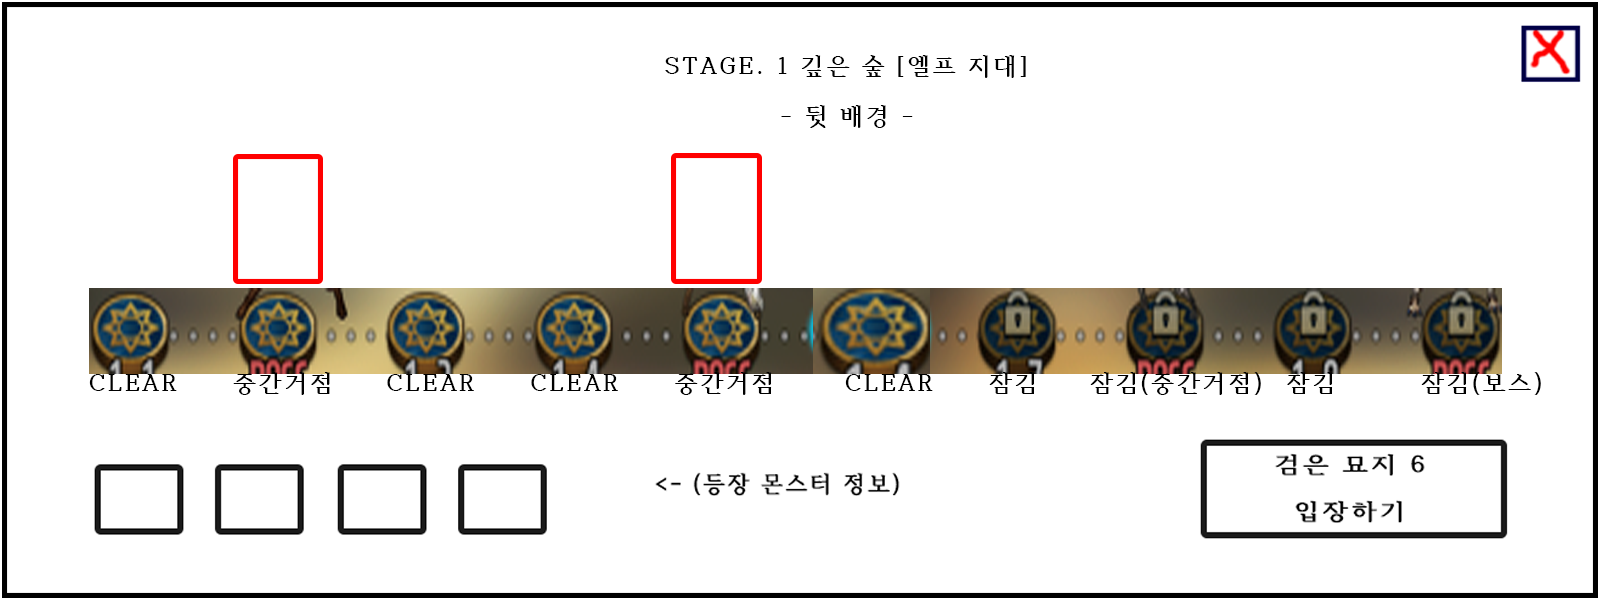 STAGE. 1 깊은 숲 [엘프 지대]
- 뒷 배경 -
CLEAR 중간거점 CLEAR CLEAR 중간거점 CLEAR 잠김 잠김(중간거점) 잠김 잠김(보스)
<- (등장 몬스터 정보)
검은 묘지 6
입장하기